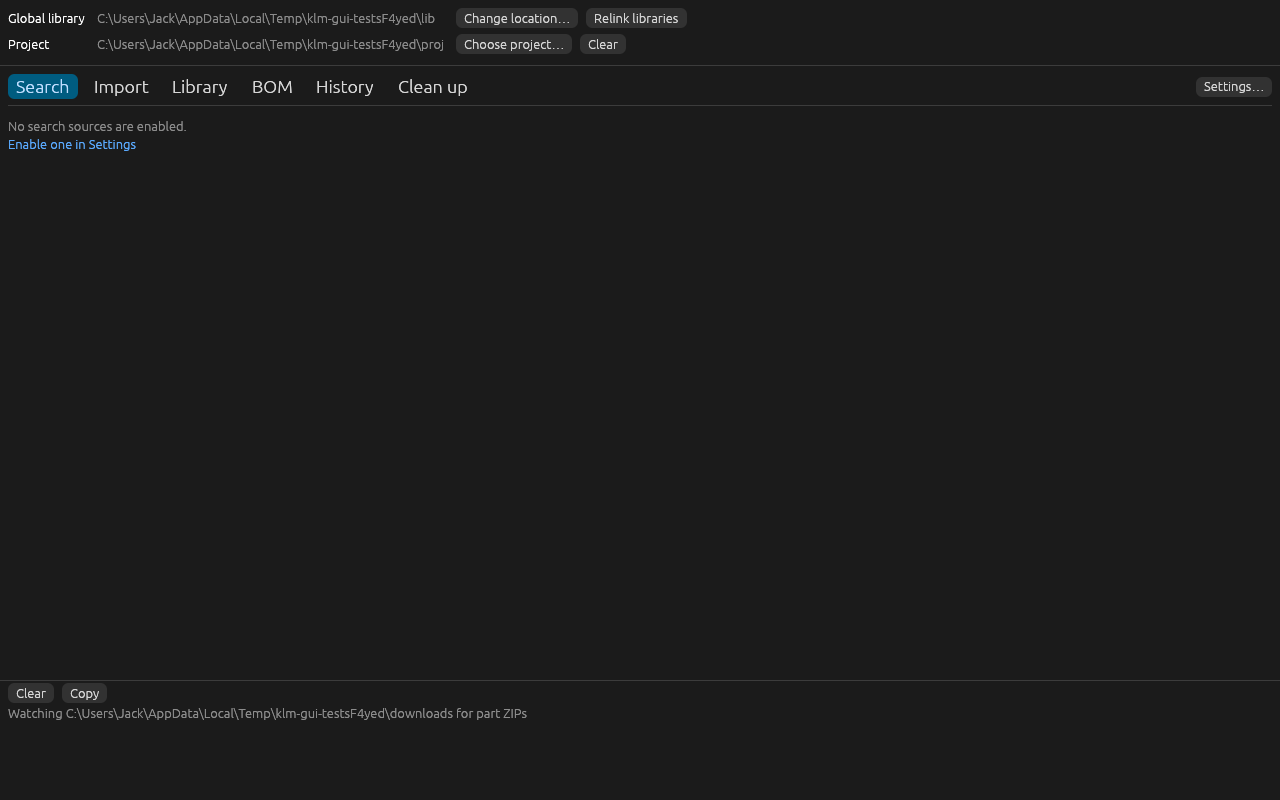 Global library C:\Users\Jack\AppData\Local\Temp\klm-gui-testsF4yed\lib Change location... Relink libraries
Project C:\Users\Jack\AppData\Local\Temp\klm-gui-testsF4yed\proj Choose project... Clear
Search Import Library BOM History Clean up Settings...
No search sources are enabled.
Enable one in Settings
Clear Copy
Watching C:\Users\Jack\AppData\Local\Temp\klm-gui-testsF4yed\downloads for part ZIPs